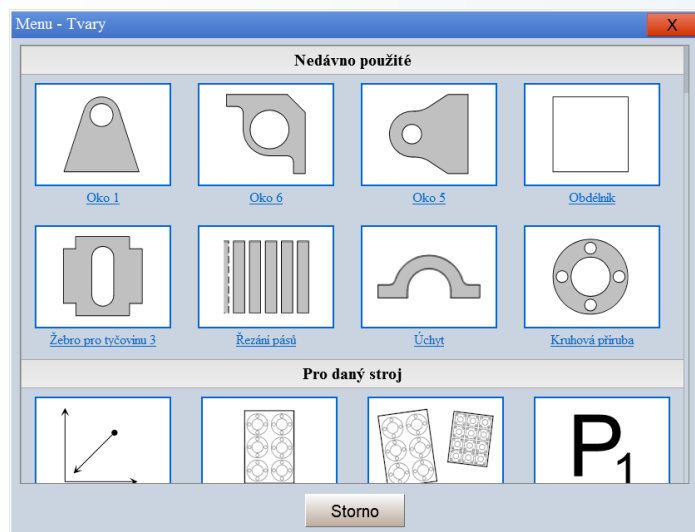 Menu - Tvary
X
Nedávno použité
Oko 1
Oko 6
Oko 5
Obdélník
Žebro pro tyčovinu 3
Řezání pásů
Úchyt
Kruhová příruba
Pro daný stroj
P1
Storno